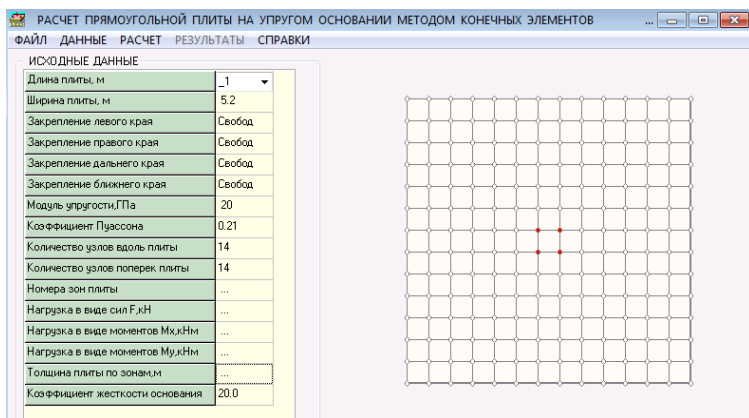 РАСЧЕТ ПРЯМОУГОЛЬНОЙ ПЛИТЫ НА УПРУГОМ ОСНОВАНИИ МЕТОДОМ КОНЕЧНЫХ ЭЛЕМЕНТОВ ...
ФАЙЛ ДАННЫЕ РАСЧЕТ РЕЗУЛЬТАТЫ СПРАВКИ
ИСХОДНЫЕ ДАННЫЕ
Длина плиты, м _1
Ширина плиты, м 5.2
Закрепление левого края Свобод
Закрепление правого края Свобод
Закрепление дальнего края Свобод
Закрепление ближнего края Свобод
Модуль упругости,ГПа 20
Коэффициент Пуассона 0.21
Количество узлов вдоль плиты 14
Количество узлов поперек плиты 14
Номера зон плиты ...
Нагрузка в виде сил F,кН ...
Нагрузка в виде моментов Mx,кНм ...
Нагрузка в виде моментов My,кНм ...
Толщина плиты по зонам,м ...
Коэффициент жесткости основания 20.0